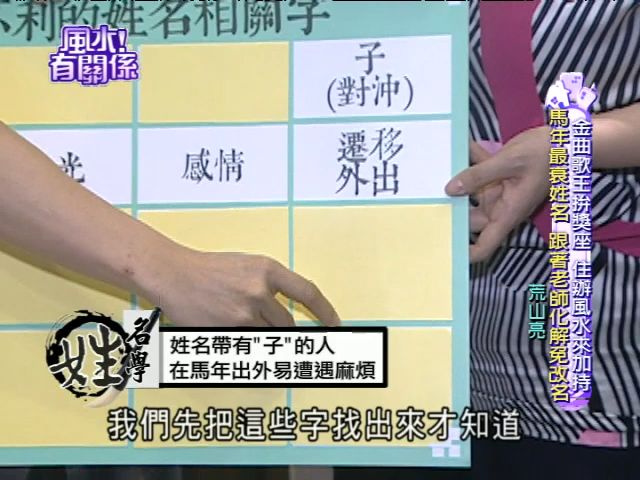 利的姓名相關字
風水!
有關係
子
(對沖)
感情
遷移
外出
金曲歌王拚獎座 住辦風水來加持
馬年最衰姓名 跟著老師化解免改名
荒山亮
姓名學
姓名帶有"子"的人
在馬年出外易遭遇麻煩
我們先把這些字找出來才知道